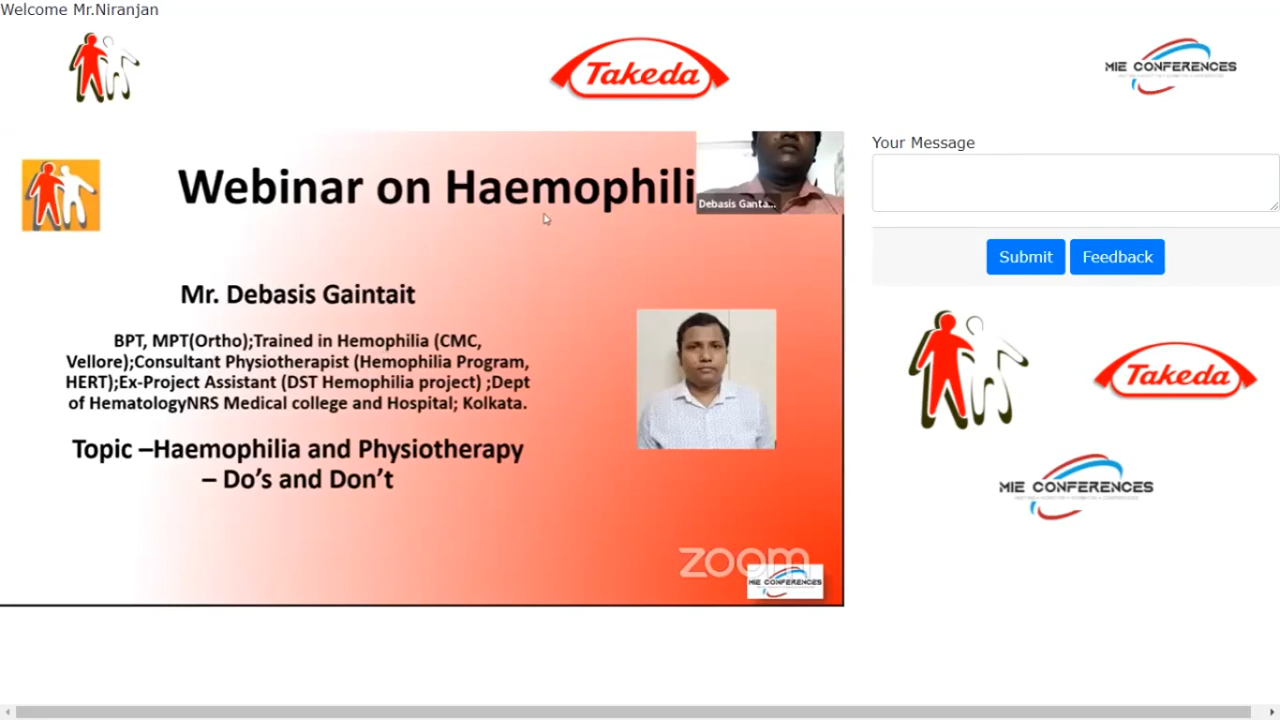 Welcome Mr.Niranjan
Takeda
MIE CONFERENCES
Webinar on Haemophili
Debasis Ganta...
Your Message
Submit
Feedback
Mr. Debasis Gaintait
BPT, MPT(Ortho);Trained in Hemophilia (CMC,
Vellore);Consultant Physiotherapist (Hemophilia Program,
HERT);Ex-Project Assistant (DST Hemophilia project) ;Dept
of HematologyNRS Medical college and Hospital; Kolkata.
Topic –Haemophilia and Physiotherapy
– Do’s and Don’t
Takeda
MIE CONFERENCES
zoom
MIE CONFERENCES